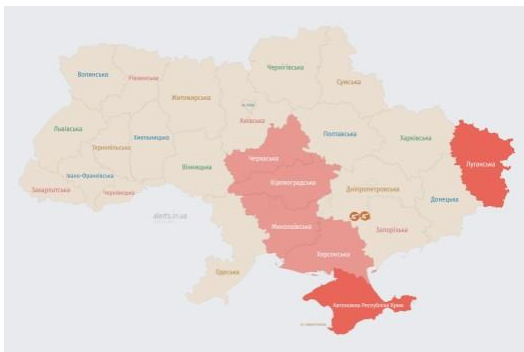 Чернігівська
Волинська
Рівненська
Сумська
Житомирська
м. Київ
Київська
Львівська
Хмельницька
Полтавська
Харківська
Тернопільська
Черкаська
Луганська
Вінницька
Івано-Франківська
Кіровоградська
Закарпатська
Чернівецька
Дніпропетровська
Донецька
alerts.in.ua
Миколаївська
Запорізька
Херсонська
Одеська
Автономна Республіка Крим